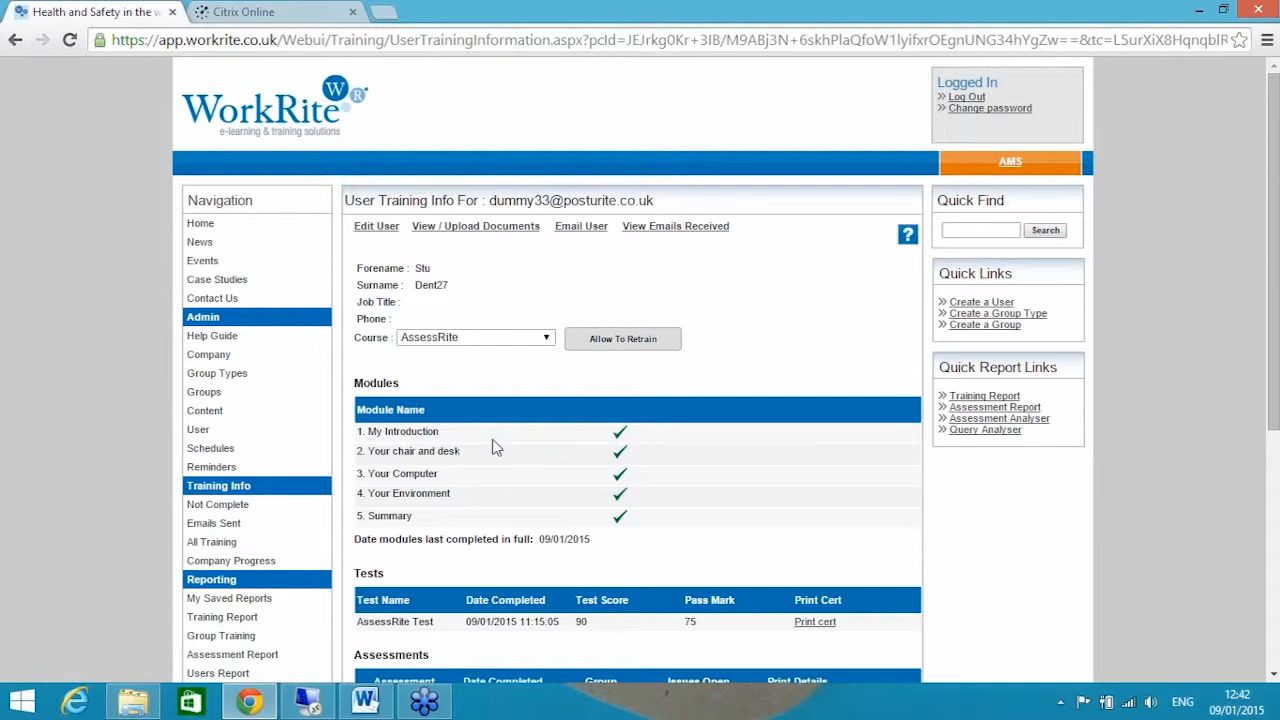 Health and Safety in the w
Citrix Online
https://app.workrite.co.uk/Webui/Training/UserTrainingInformation.aspx?pcId=JEJrkg0Kr+3IB/M9ABj3N+6skhPlaQfoW1lyifxrOEgnUNG34hYgZw==&tc=L5urXiX8HqnqblR
WorkRite
W
R
e-learning & training solutions
Logged In
Log Out
Change password
AMS
Navigation
Home
News
Events
Case Studies
Contact Us
Admin
Help Guide
Company
Group Types
Groups
Content
User
Schedules
Reminders
Training Info
Not Complete
Emails Sent
All Training
Company Progress
Reporting
My Saved Reports
Training Report
Group Training
Assessment Report
Users Report
User Training Info For : dummy33@posturite.co.uk
Edit User View / Upload Documents Email User View Emails Received
?
Forename : Stu
Surname : Dent27
Job Title :
Phone :
Course : AssessRite Allow To Retrain
Modules
Module Name
1. My Introduction
2. Your chair and desk
3. Your Computer
4. Your Environment
5. Summary
Date modules last completed in full: 09/01/2015
Tests
Test Name Date Completed Test Score Pass Mark Print Cert
AssessRite Test 09/01/2015 11:15:05 90 75 Print cert
Assessments
Assessment Date Completed Group Issues Open Print Details
Quick Find
Search
Quick Links
Create a User
Create a Group Type
Create a Group
Quick Report Links
Training Report
Assessment Report
Assessment Analyser
Query Analyser
ENG
12:42
09/01/2015